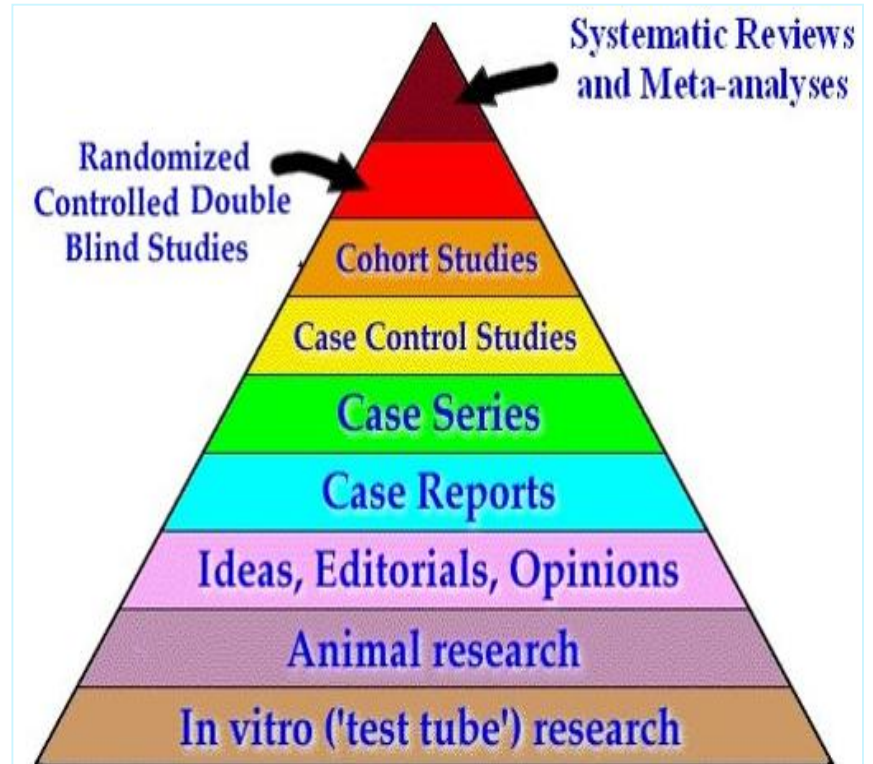 Systematic Reviews
and Meta-analyses
Randomized
Controlled Double
Blind Studies
Cohort Studies
Case Control Studies
Case Series
Case Reports
Ideas, Editorials, Opinions
Animal research
In vitro ('test tube') research